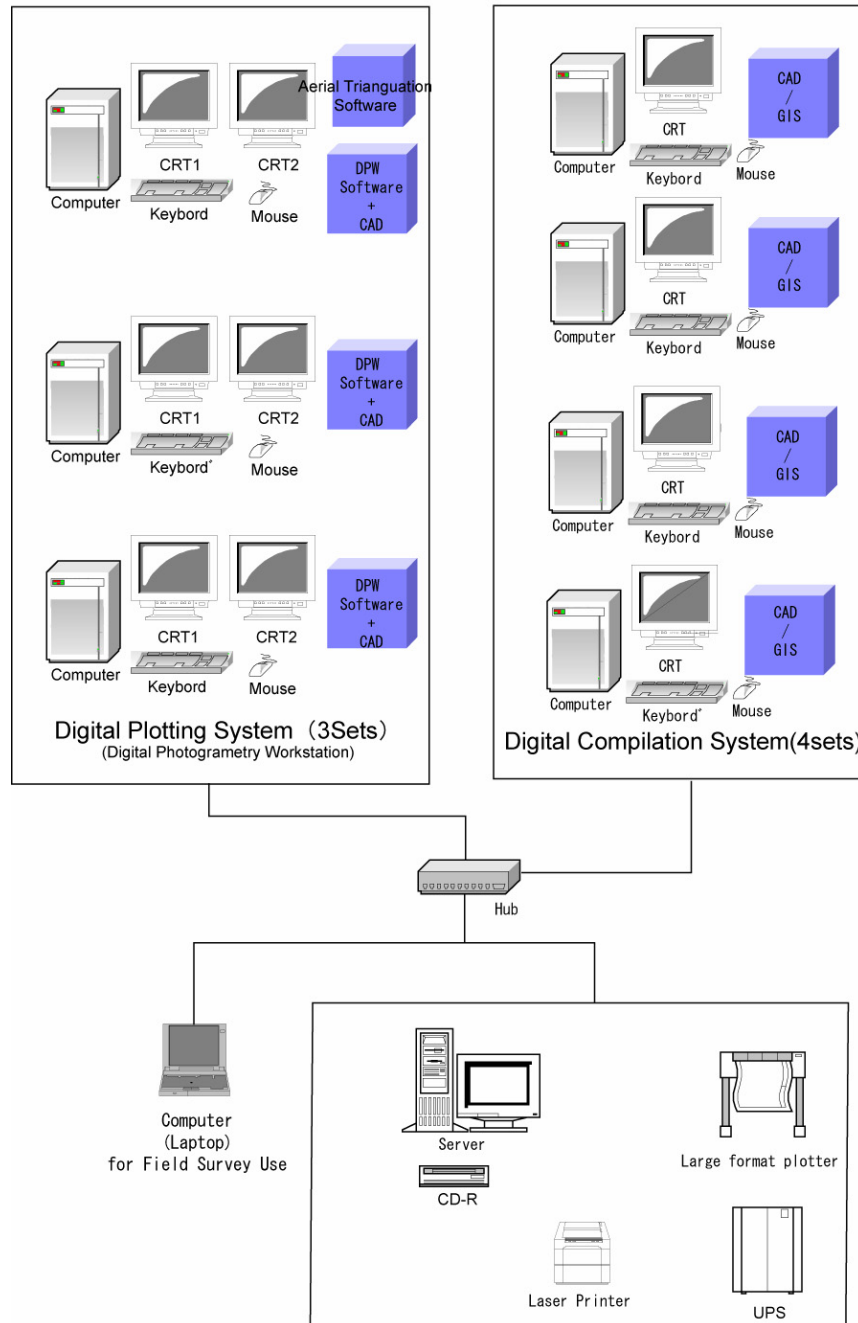 Aerial Trianguation
Software
CRT1
CRT2
Computer
Keybord
Mouse
DPW
Software
+
CAD
CRT1
CRT2
Computer
Keybord
Mouse
DPW
Software
+
CAD
CRT1
CRT2
Computer
Keybord
Mouse
DPW
Software
+
CAD
Digital Plotting System (3Sets)
(Digital Photogrametry Workstation)
CAD
/
GIS
CRT
Computer
Keybord
Mouse
CAD
/
GIS
CRT
Computer
Keybord
Mouse
CAD
/
GIS
CRT
Computer
Keybord
Mouse
CAD
/
GIS
CRT
Computer
Keybord
Mouse
Digital Compilation System(4sets)
Hub
Computer
(Laptop)
for Field Survey Use
Server
CD-R
Large format plotter
Laser Printer
UPS